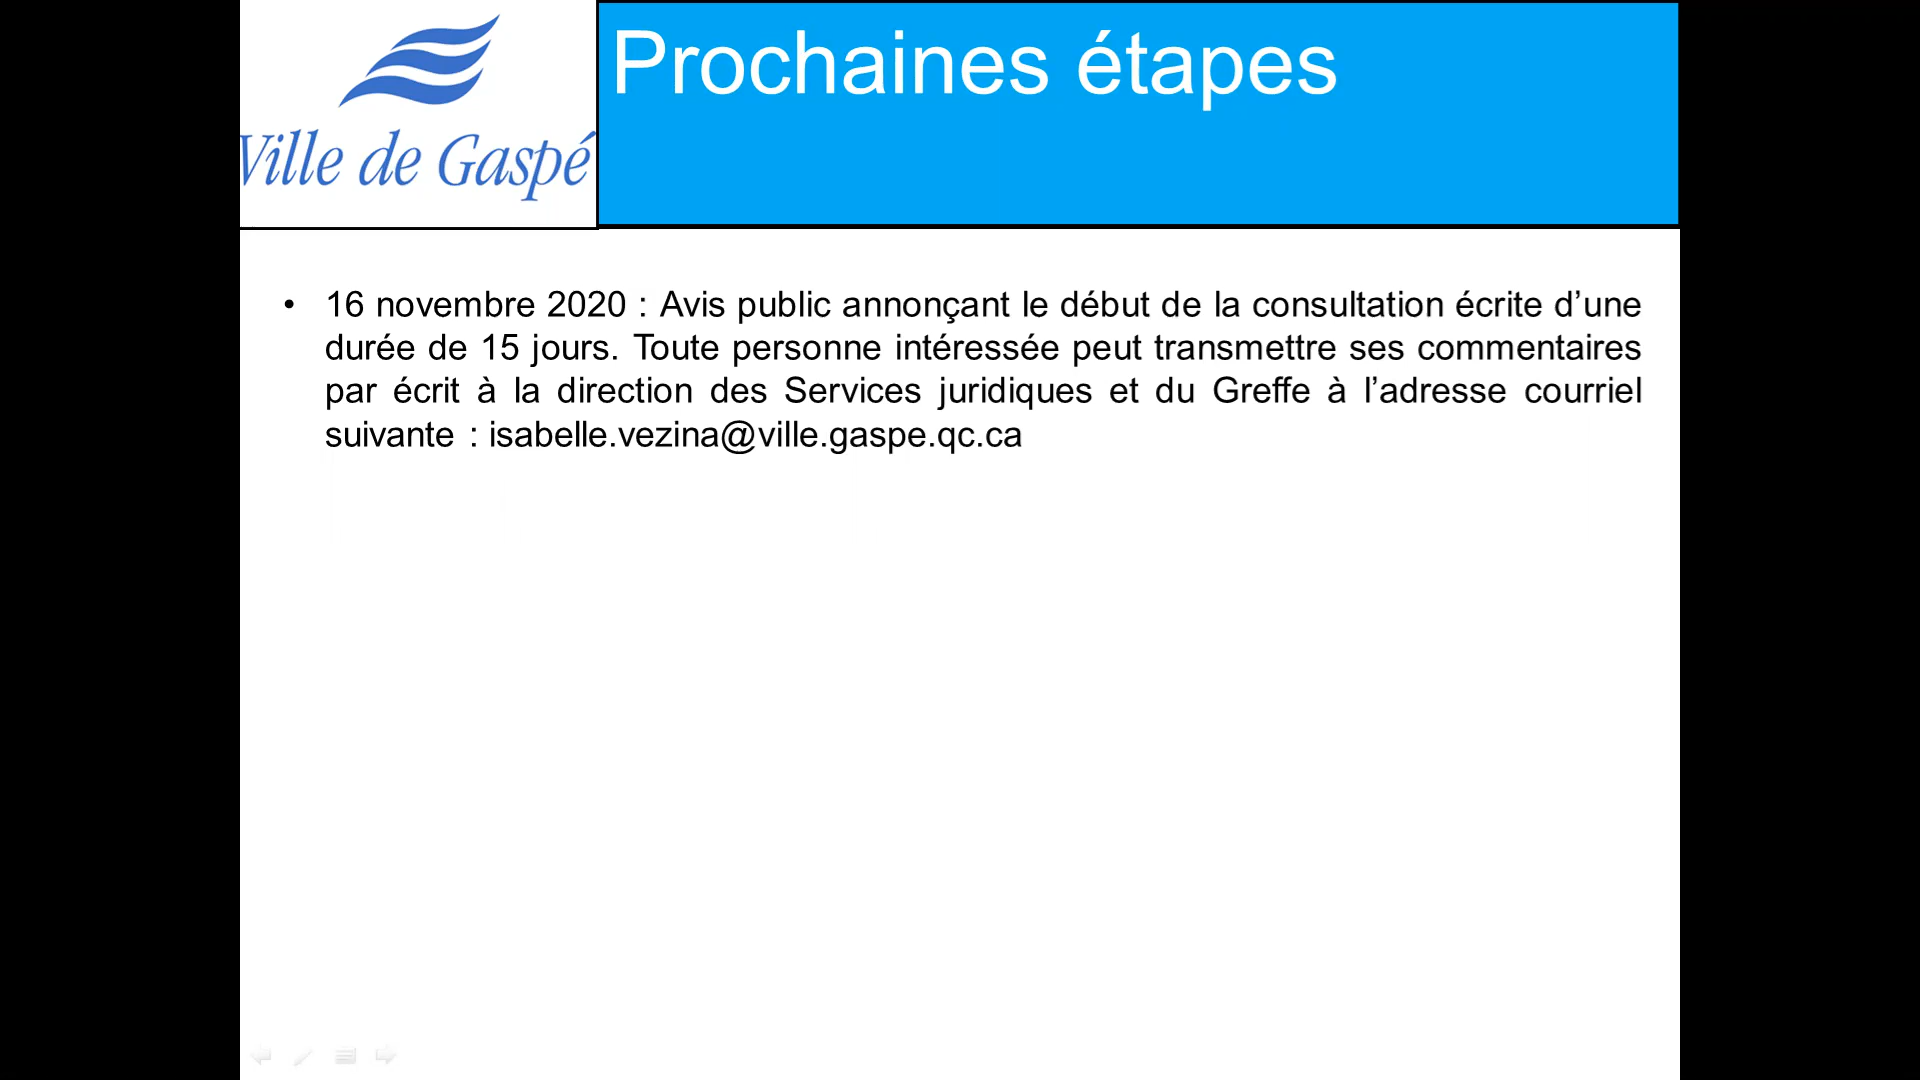 Ville de Gaspé
Prochaines étapes
• 16 novembre 2020 : Avis public annonçant le début de la consultation écrite d’une
durée de 15 jours. Toute personne intéressée peut transmettre ses commentaires
par écrit à la direction des Services juridiques et du Greffe à l’adresse courriel
suivante : isabelle.vezina@ville.gaspe.qc.ca